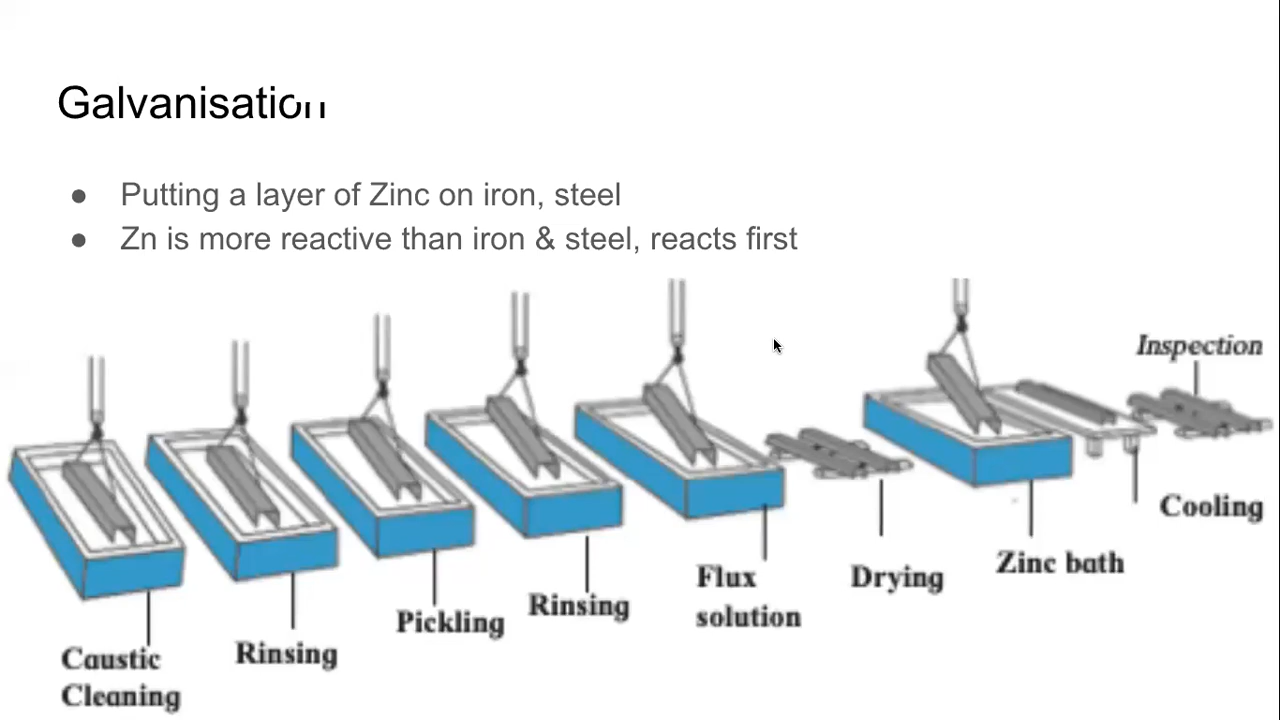 Galvanisation
● Putting a layer of Zinc on iron, steel
● Zn is more reactive than iron & steel, reacts first
Caustic
Cleaning
Rinsing
Pickling
Rinsing
Flux
solution
Drying
Zinc bath
Cooling
Inspection